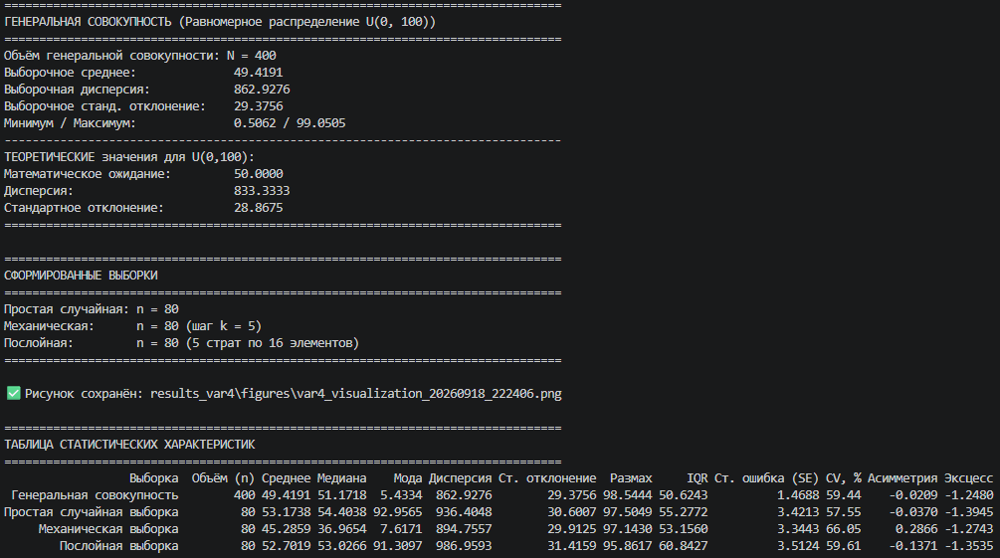 ================================================================
ГЕНЕРАЛЬНАЯ СОВОКУПНОСТЬ (Равномерное распределение U(0, 100))
================================================================
Объём генеральной совокупности: N = 400
Выборочное среднее: 49.4191
Выборочная дисперсия: 862.9276
Выборочное станд. отклонение: 29.3756
Минимум / Максимум: 0.5062 / 99.0505
----------------------------------------------------------------
ТЕОРЕТИЧЕСКИЕ значения для U(0,100):
Математическое ожидание: 50.0000
Дисперсия: 833.3333
Стандартное отклонение: 28.8675
================================================================
================================================================
СФОРМИРОВАННЫЕ ВЫБОРКИ
================================================================
Простая случайная: n = 80
Механическая: n = 80 (шаг k = 5)
Послойная: n = 80 (5 страт по 16 элементов)
================================================================
✅ Рисунок сохранён: results_var4\figures\var4_visualization_20260918_222406.png
================================================================
ТАБЛИЦА СТАТИСТИЧЕСКИХ ХАРАКТЕРИСТИК
================================================================
Выборка Объём (n) Среднее Медиана Мода Дисперсия Ст. отклонение Размах IQR Ст. ошибка (SE) CV, % Асимметрия Эксцесс
Генеральная совокупность 400 49.4191 51.1718 5.4334 862.9276 29.3756 98.5444 50.6243 1.4688 59.44 -0.0209 -1.2480
Простая случайная выборка 80 53.1738 54.4038 92.9565 936.4048 30.6007 97.5049 55.2772 3.4213 57.55 -0.0370 -1.3945
Механическая выборка 80 45.2859 36.9654 7.6171 894.7557 29.9125 97.1430 53.1560 3.3443 66.05 0.2866 -1.2743
Послойная выборка 80 52.7019 53.0266 91.3097 986.9593 31.4159 95.8617 60.8427 3.5124 59.61 -0.1371 -1.3535